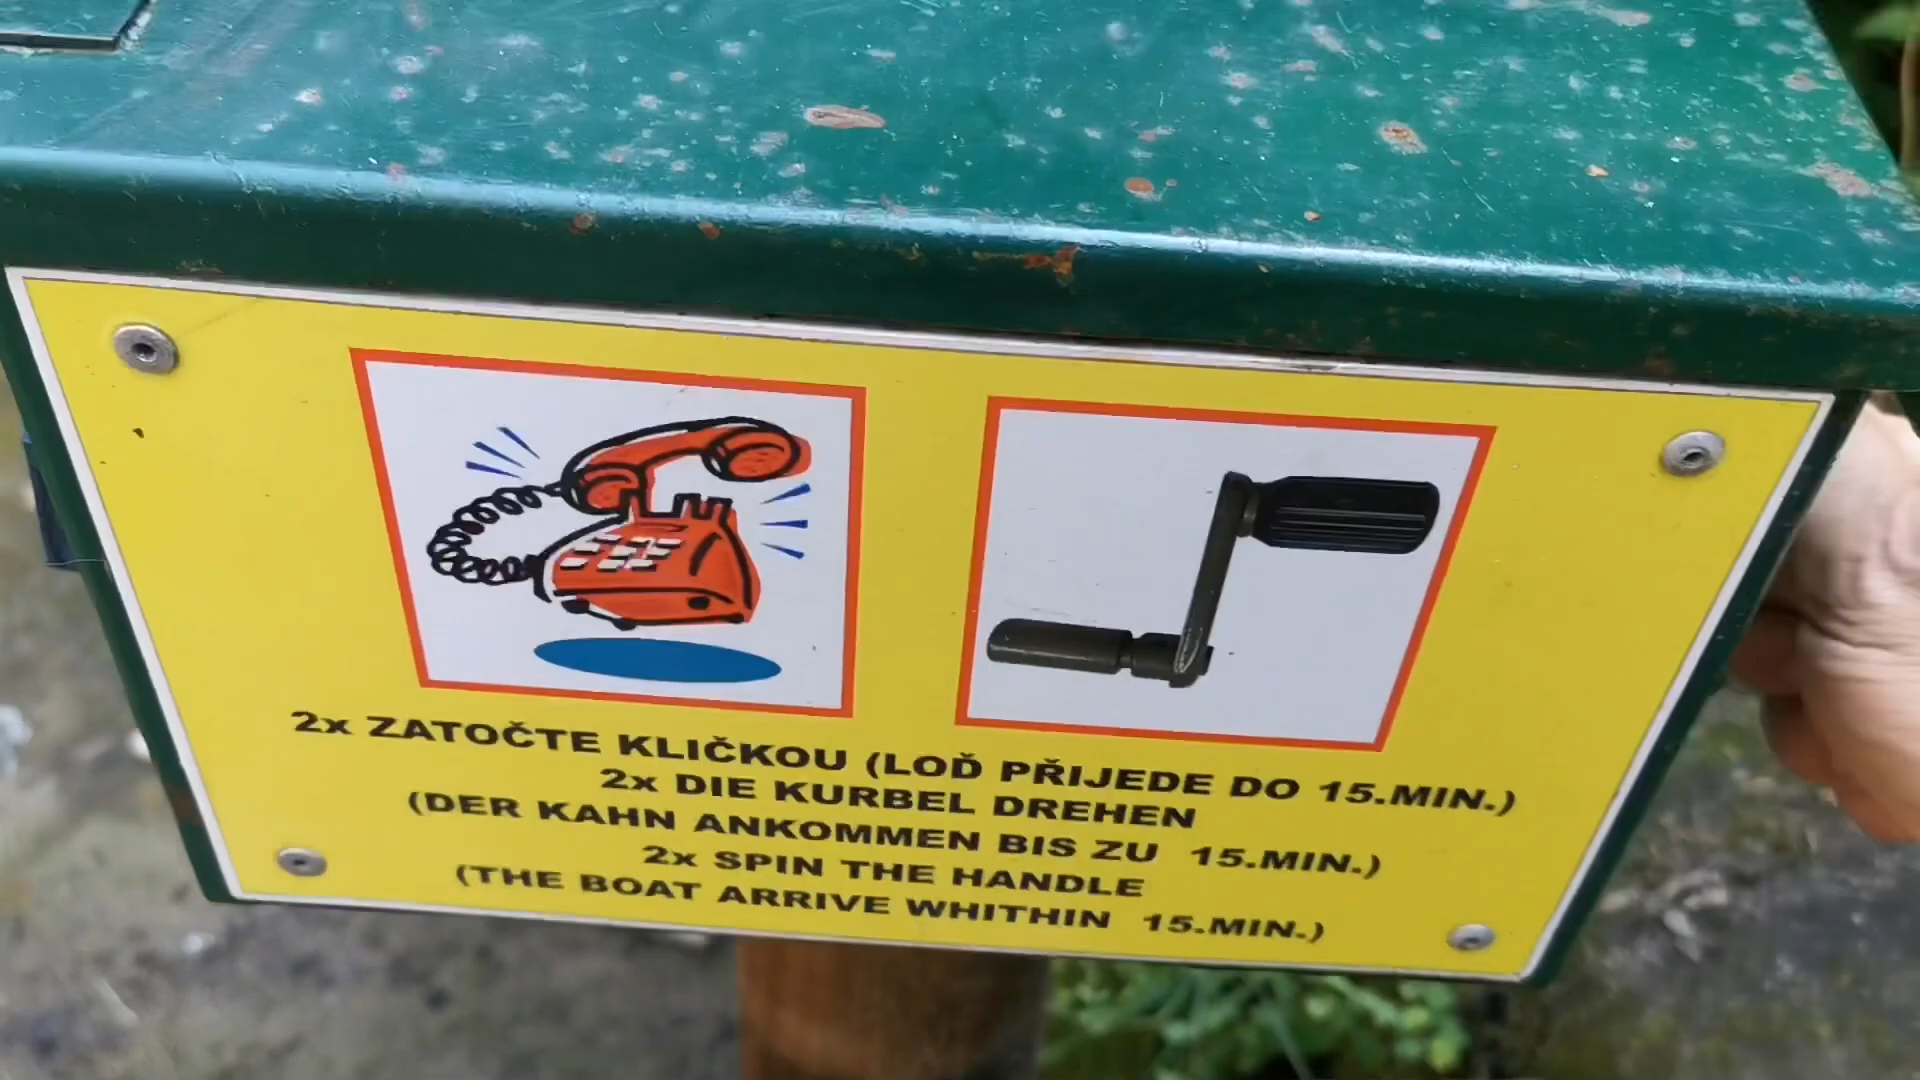 2x ZATOČTE KLIČKOU (LOĎ PŘIJEDE DO 15.MIN.)
2x DIE KURBEL DREHEN
(DER KAHN ANKOMMEN BIS ZU 15.MIN.)
2x SPIN THE HANDLE
(THE BOAT ARRIVE WHITHIN 15.MIN.)